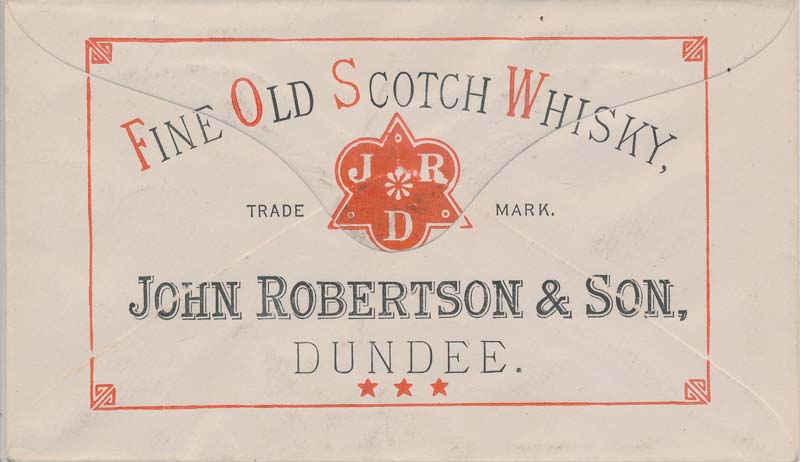 FINE OLD SCOTCH WHISKY,
J R
D
TRADE MARK.
JOHN ROBERTSON & SON,
DUNDEE.